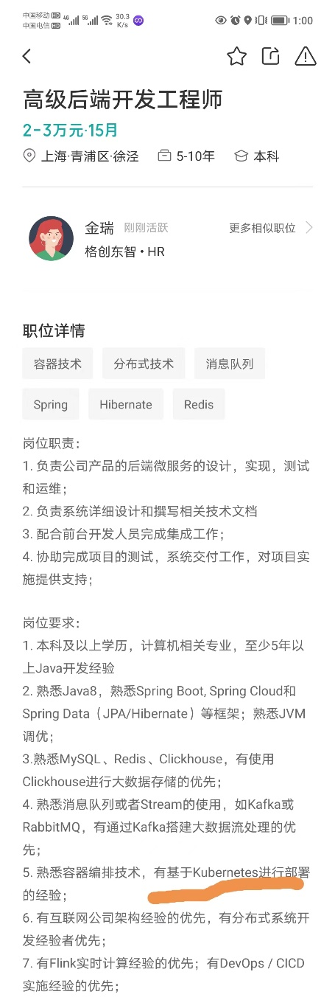 中国移动 HD 4G 5G 30.3 K/s 1:00
中国电信 HD
高级后端开发工程师
2-3万元·15月
上海·青浦区·徐泾 5-10年 本科
金瑞 刚刚活跃 更多相似职位
格创东智 • HR
职位详情
容器技术 分布式技术 消息队列
Spring Hibernate Redis
岗位职责：
1. 负责公司产品的后端微服务的设计，实现，测试
和运维；
2. 负责系统详细设计和撰写相关技术文档
3. 配合前台开发人员完成集成工作；
4. 协助完成项目的测试，系统交付工作，对项目实
施提供支持；
岗位要求：
1. 本科及以上学历，计算机相关专业，至少5年以
上Java开发经验
2. 熟悉Java8，熟悉Spring Boot, Spring Cloud和
Spring Data（JPA/Hibernate）等框架；熟悉JVM
调优；
3.熟悉MySQL、Redis、Clickhouse，有使用
Clickhouse进行大数据存储的优先；
4. 熟悉消息队列或者Stream的使用，如Kafka或
RabbitMQ，有通过Kafka搭建大数据流处理的优
先；
5. 熟悉容器编排技术，有基于Kubernetes进行部署
的经验；
6. 有互联网公司架构经验的优先，有分布式系统开
发经验者优先；
7. 有Flink实时计算经验的优先；有DevOps / CICD
实施经验的优先；